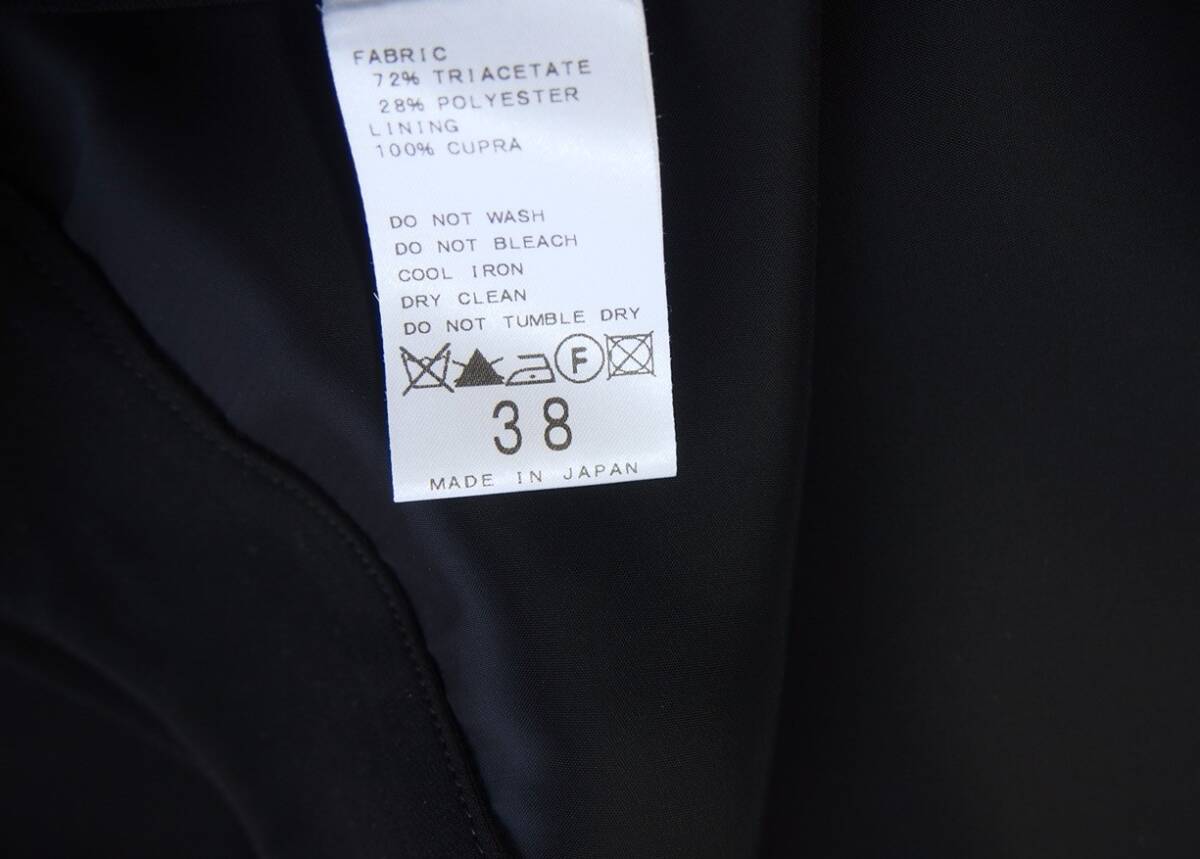 FABRIC
72% TRIACETATE
28% POLYESTER
LINING
100% CUPRA
DO NOT WASH
DO NOT BLEACH
COOL IRON
DRY CLEAN
DO NOT TUMBLE DRY
F
38
MADE IN JAPAN